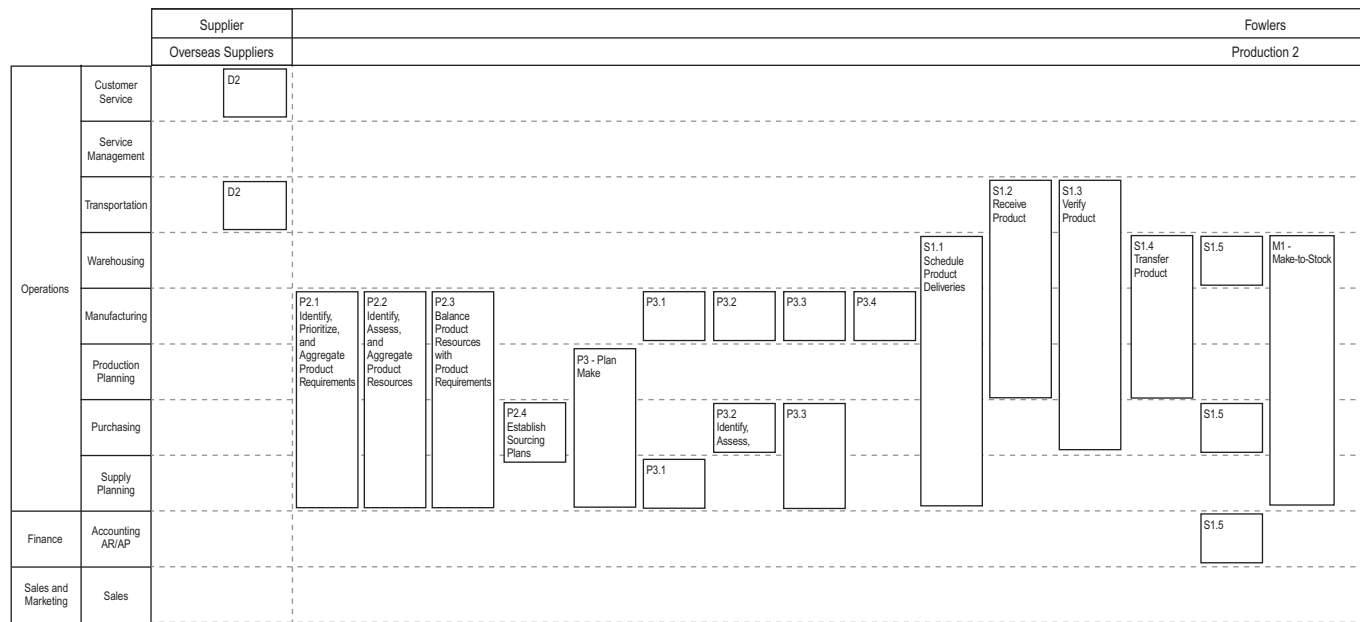 Supplier
Fowlers
Overseas Suppliers
Production 2
Operations
Customer
Service
D2
Service
Management
Transportation
D2
S1.2
Receive
Product
S1.3
Verify
Product
Warehousing
S1.1
Schedule
Product
Deliveries
S1.4
Transfer
Product
S1.5
M1 -
Make-to-Stock
Manufacturing
P2.1
Identify,
Prioritize,
and
Aggregate
Product
Requirements
P2.2
Identify,
Assess,
and
Aggregate
Product
Resources
P2.3
Balance
Product
Resources
with
Product
Requirements
P3.1
P3.2
P3.3
P3.4
Production
Planning
P3 - Plan
Make
Purchasing
P2.4
Establish
Sourcing
Plans
P3.2
Identify,
Assess,
P3.3
S1.5
Supply
Planning
P3.1
Finance
Accounting
AR/AP
S1.5
Sales and
Marketing
Sales